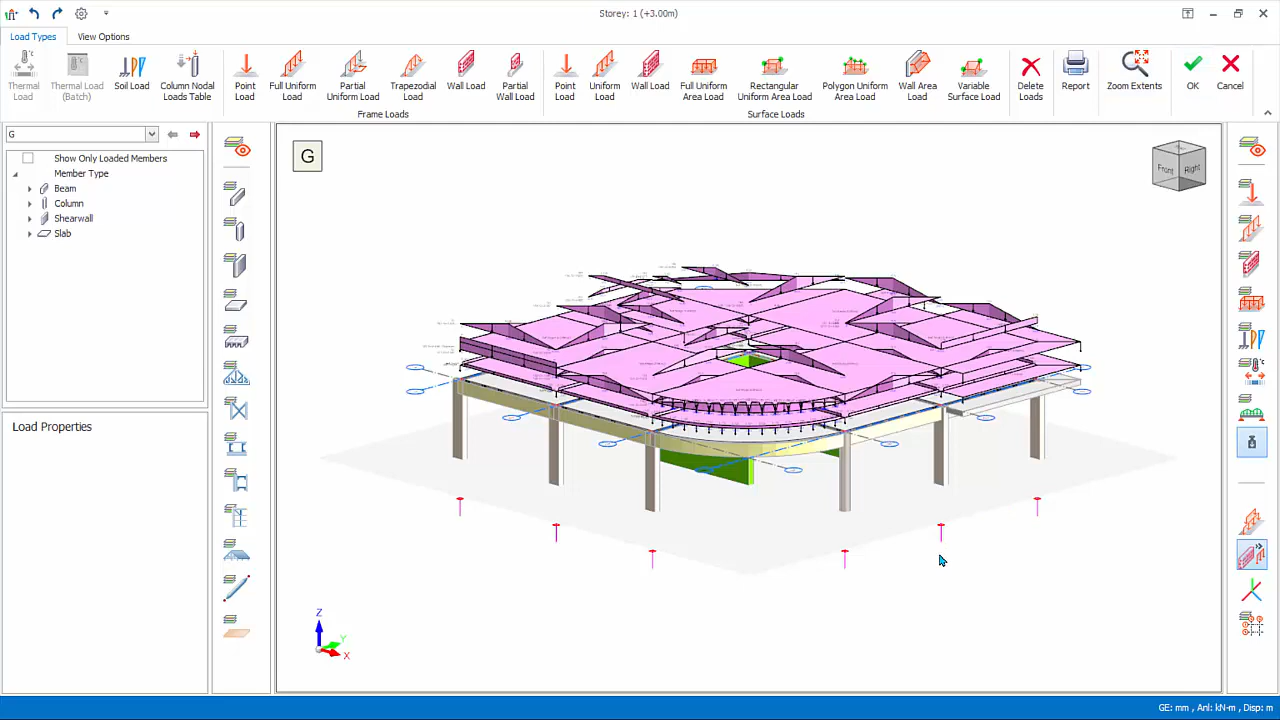 Storey: 1 (+3.00m)
Load Types
View Options
Thermal Load
Thermal Load (Batch)
Soil Load
Column Nodal Loads Table
Point Load
Full Uniform Load
Partial Uniform Load
Trapezodal Load
Wall Load
Partial Wall Load
Point Load
Uniform Load
Wall Load
Full Uniform Area Load
Rectangular Uniform Area Load
Polygon Uniform Area Load
Wall Area Load
Variable Surface Load
Delete Loads
Report
Zoom Extents
OK
Cancel
Frame Loads
Surface Loads
G
Show Only Loaded Members
Member Type
Beam
Column
Shearwall
Slab
Load Properties
G
Front
Right
Z
Y
X
GE: mm , Anl: kN-m , Disp: m